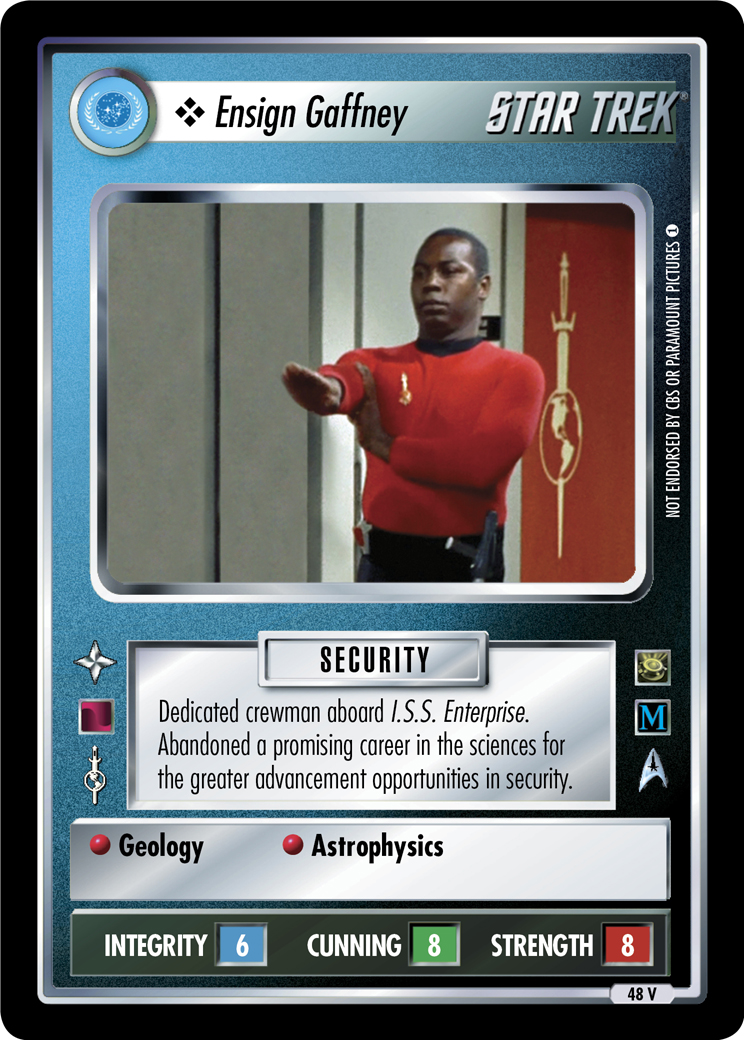 ❖ Ensign Gaffney
STAR TREK®
NOT ENDORSED BY CBS OR PARAMOUNT PICTURES 1
SECURITY
Dedicated crewman aboard I.S.S. Enterprise.
Abandoned a promising career in the sciences for
the greater advancement opportunities in security.
M
Geology Astrophysics
INTEGRITY 6 CUNNING 8 STRENGTH 8
48 V